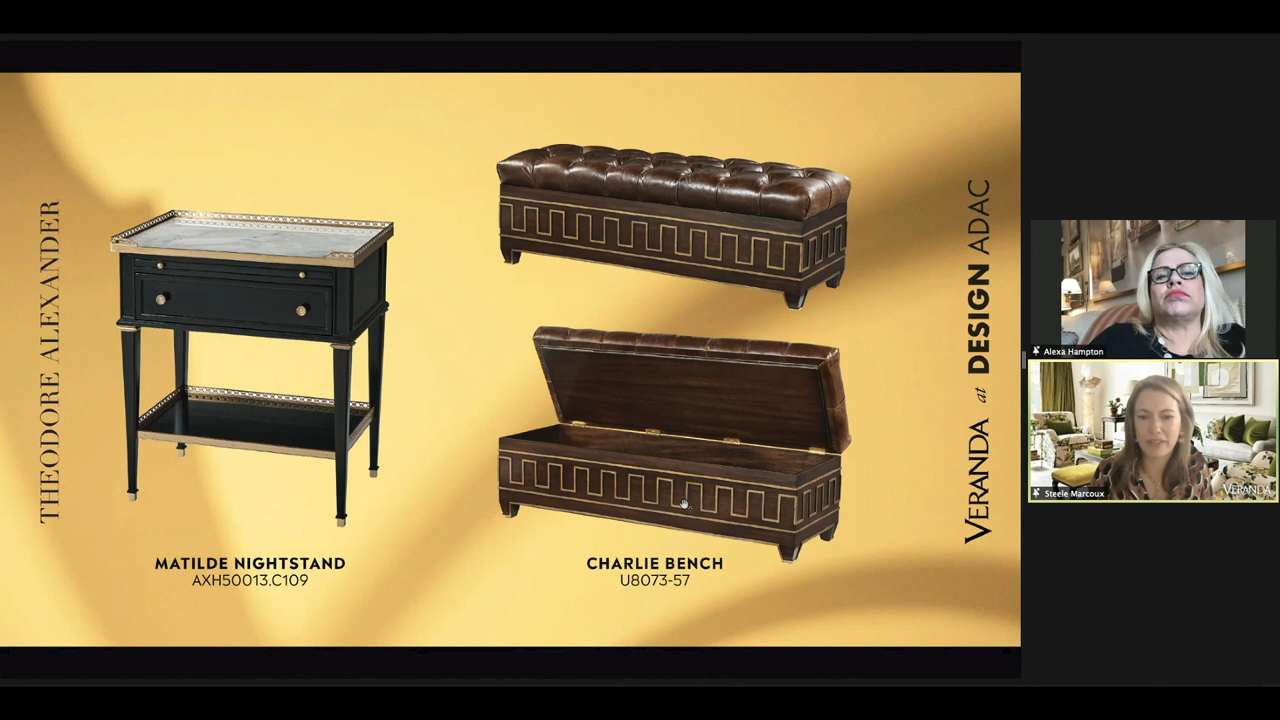 THEODORE ALEXANDER
MATILDE NIGHTSTAND
AXH50013.C109
CHARLIE BENCH
U8073-57
VERANDA at DESIGN ADAC
Alexa Hampton
Steele Marcoux
VERANDA